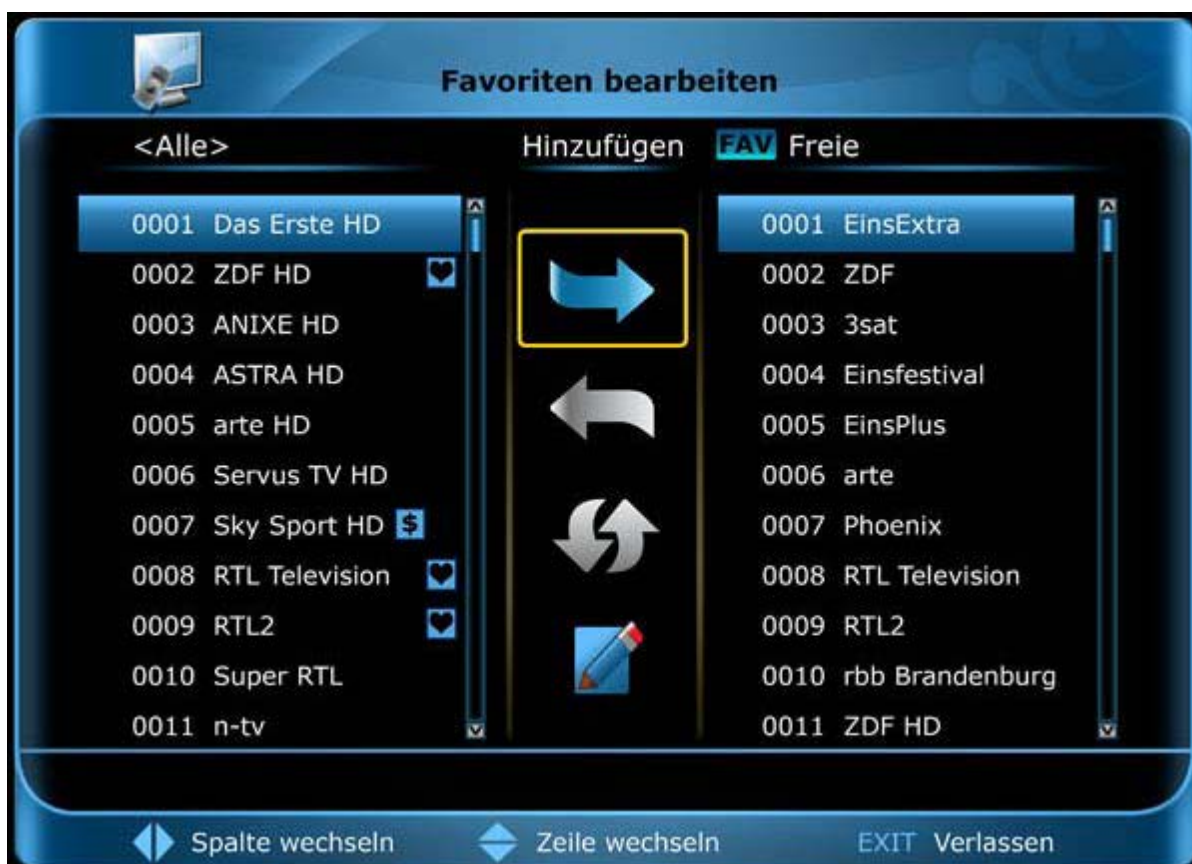 Favoriten bearbeiten
<Alle>
Hinzufügen
FAV Freie
0001 Das Erste HD
0002 ZDF HD
0003 ANIXE HD
0004 ASTRA HD
0005 arte HD
0006 Servus TV HD
0007 Sky Sport HD $
0008 RTL Television
0009 RTL2
0010 Super RTL
0011 n-tv
0001 EinsExtra
0002 ZDF
0003 3sat
0004 Einsfestival
0005 EinsPlus
0006 arte
0007 Phoenix
0008 RTL Television
0009 RTL2
0010 rbb Brandenburg
0011 ZDF HD
Spalte wechseln
Zeile wechseln
EXIT Verlassen